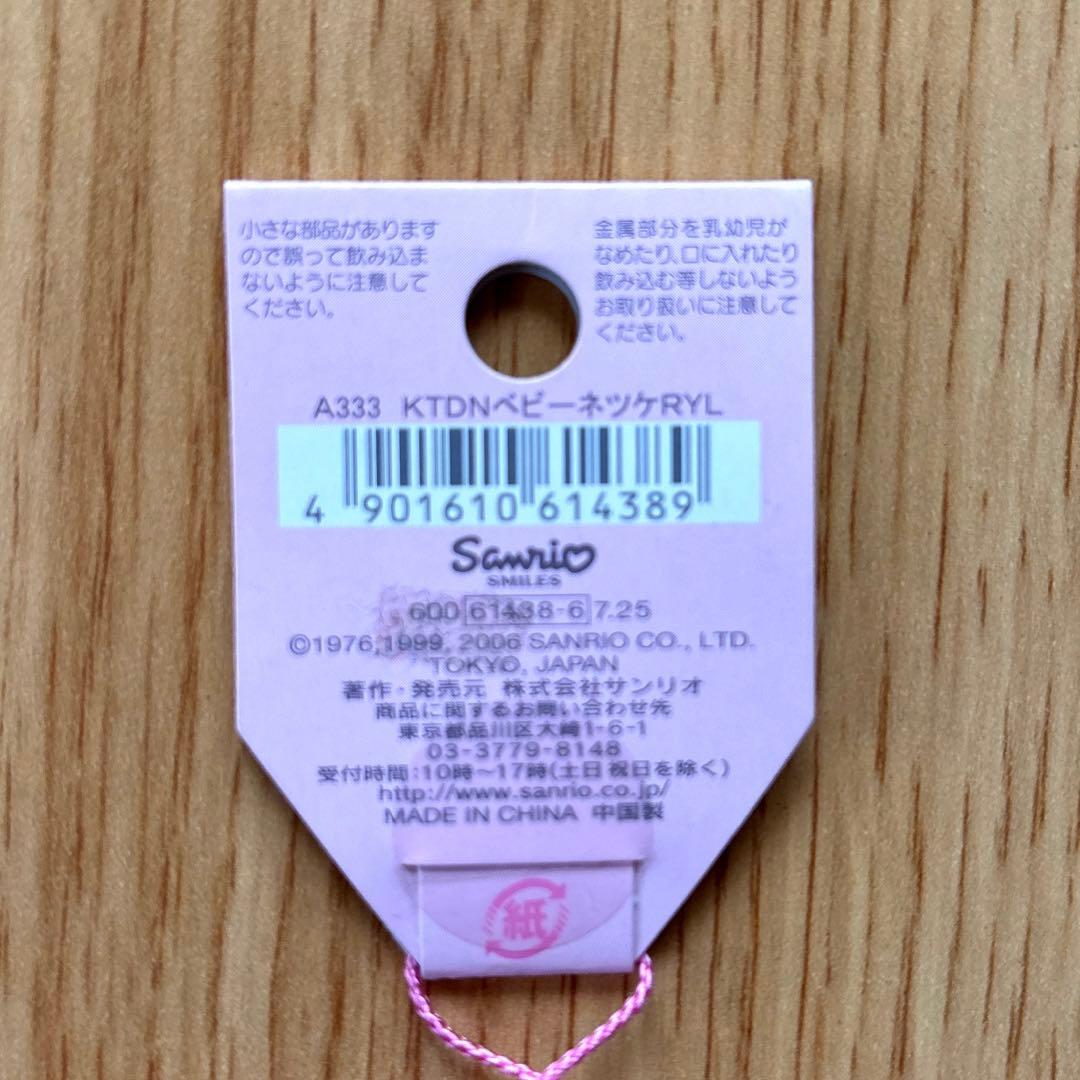 小さな部品があります
ので誤って飲み込ま
ないように注意して
ください。
金属部分を乳幼児が
なめたり、口に入れたり
飲み込む等しないよう
お取り扱いに注意して
ください。
A333 KTDNベビーネツケRYL
4 901610 614389
Sanrio
SMILES
600 61438-6 7.25
©1976,1999, 2006 SANRIO CO., LTD.
TOKYO, JAPAN
著作・発売元 株式会社サンリオ
商品に関するお問い合わせ先
東京都品川区大崎1-6-1
03-3779-8148
受付時間:10時〜17時(土日祝日を除く)
http://www.sanrio.co.jp/
MADE IN CHINA 中国製
紙